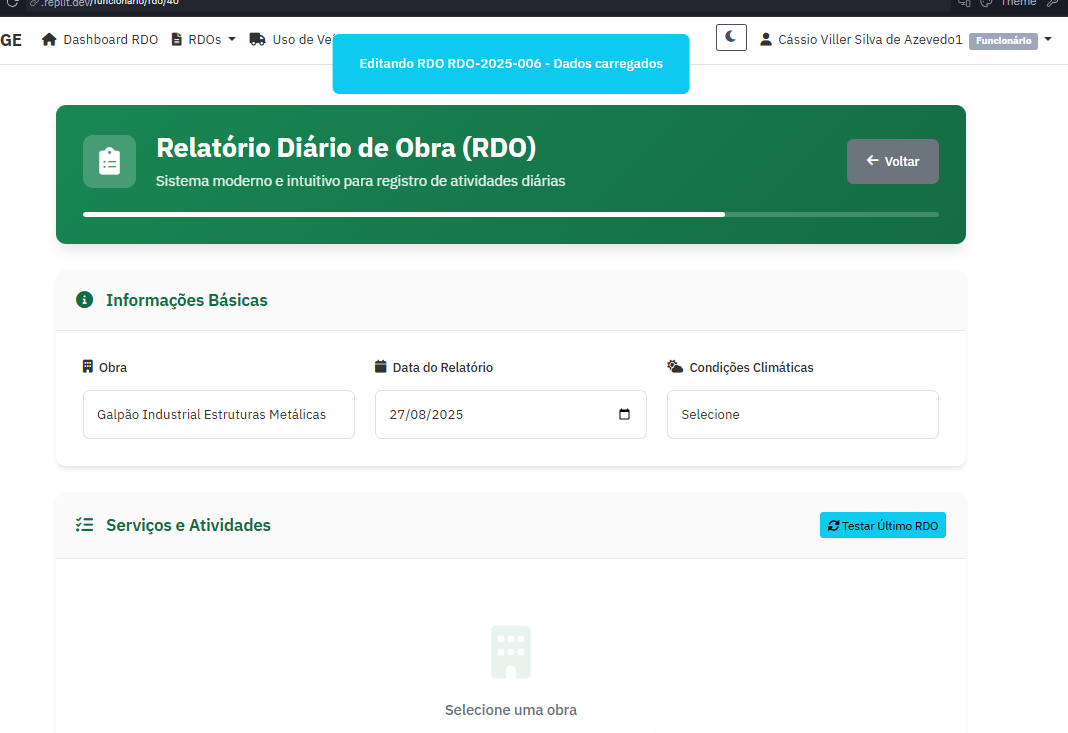 .replit.dev/funcionario/rdo/40
Theme
GE
Dashboard RDO
RDOs
Uso de Ve
Editando RDO RDO-2025-006 - Dados carregados
Cássio Viller Silva de Azevedo1
Funcionário
Relatório Diário de Obra (RDO)
Sistema moderno e intuitivo para registro de atividades diárias
Voltar
Informações Básicas
Obra
Data do Relatório
Condições Climáticas
Galpão Industrial Estruturas Metálicas
27/08/2025
Selecione
Serviços e Atividades
Testar Último RDO
Selecione uma obra